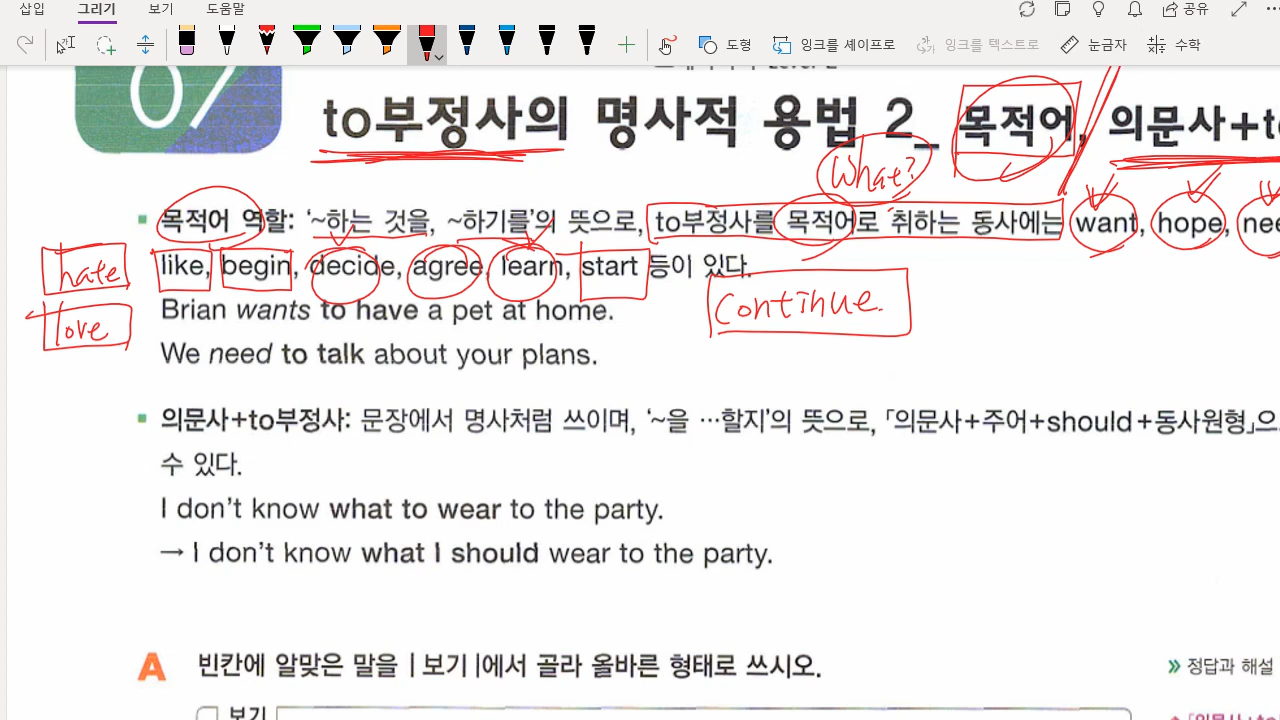 삽입 그리기 보기 도움말 공유
도형 잉크를 셰이프로 잉크를 텍스트로 눈금자 수학
07 to부정사의 명사적 용법 2_ 목적어, 의문사+to
What?
목적어 역할: ‘~하는 것을, ~하기를’의 뜻으로, to부정사를 목적어로 취하는 동사에는 want, hope, nee
hate like, begin, decide, agree, learn, start 등이 있다.
continue.
love Brian wants to have a pet at home.
We need to talk about your plans.
의문사+to부정사: 문장에서 명사처럼 쓰이며, ‘~을 …할지’의 뜻으로, 「의문사+주어+should+동사원형」으
수 있다.
I don’t know what to wear to the party.
→ I don’t know what I should wear to the party.
A 빈칸에 알맞은 말을 |보기|에서 골라 올바른 형태로 쓰시오.
» 정답과 해설
보기